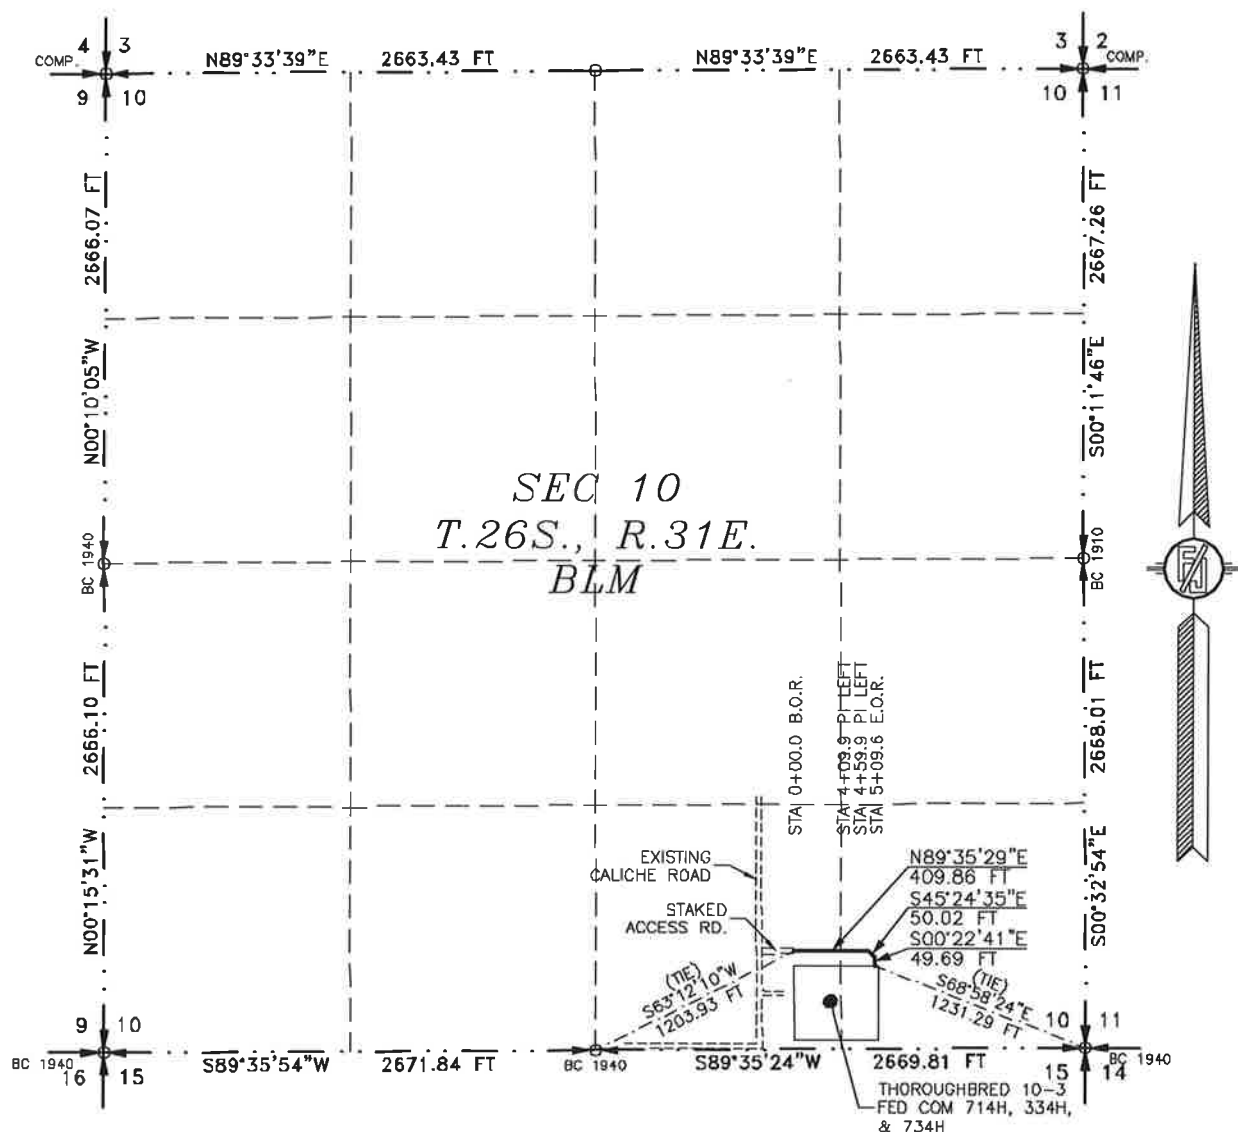 4 3
COMP.
9 10
N89°33'39"E 2663.43 FT
N89°33'39"E 2663.43 FT
3 2
COMP.
10 11
2666.07 FT
N00°10'05"W
2667.26 FT
S00°11'46"E
SEC 10
T.26S., R.31E.
BLM
BC 1940
BC 1910
2666.10 FT
N00°15'31"W
2668.01 FT
S00°32'54"E
STA 0+00.0 B.O.R.
STA 4+09.9 PI LEFT
STA 4+59.9 PI LEFT
STA 5+09.6 E.O.R.
EXISTING
CALICHE ROAD
STAKED
ACCESS RD.
N89°35'29"E
409.86 FT
S45°24'35"E
50.02 FT
S00°22'41"E
49.69 FT
(TIE)
S63°12'10"W
1203.93 FT
(TIE)
S68°58'24"E
1231.29 FT
9 10
BC 1940
16 15
S89°35'54"W 2671.84 FT
BC 1940
S89°35'24"W 2669.81 FT
10 11
BC 1940
15 14
THOROUGHBRED 10-3
FED COM 714H, 334H,
& 734H